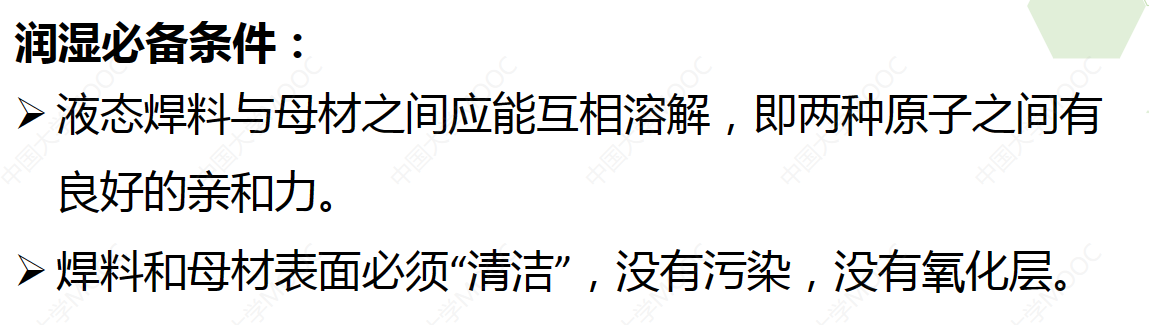 润湿必备条件：
➢ 液态焊料与母材之间应能互相溶解，即两种原子之间有
良好的亲和力。
➢ 焊料和母材表面必须“清洁”，没有污染，没有氧化层。
中国大学MOOC